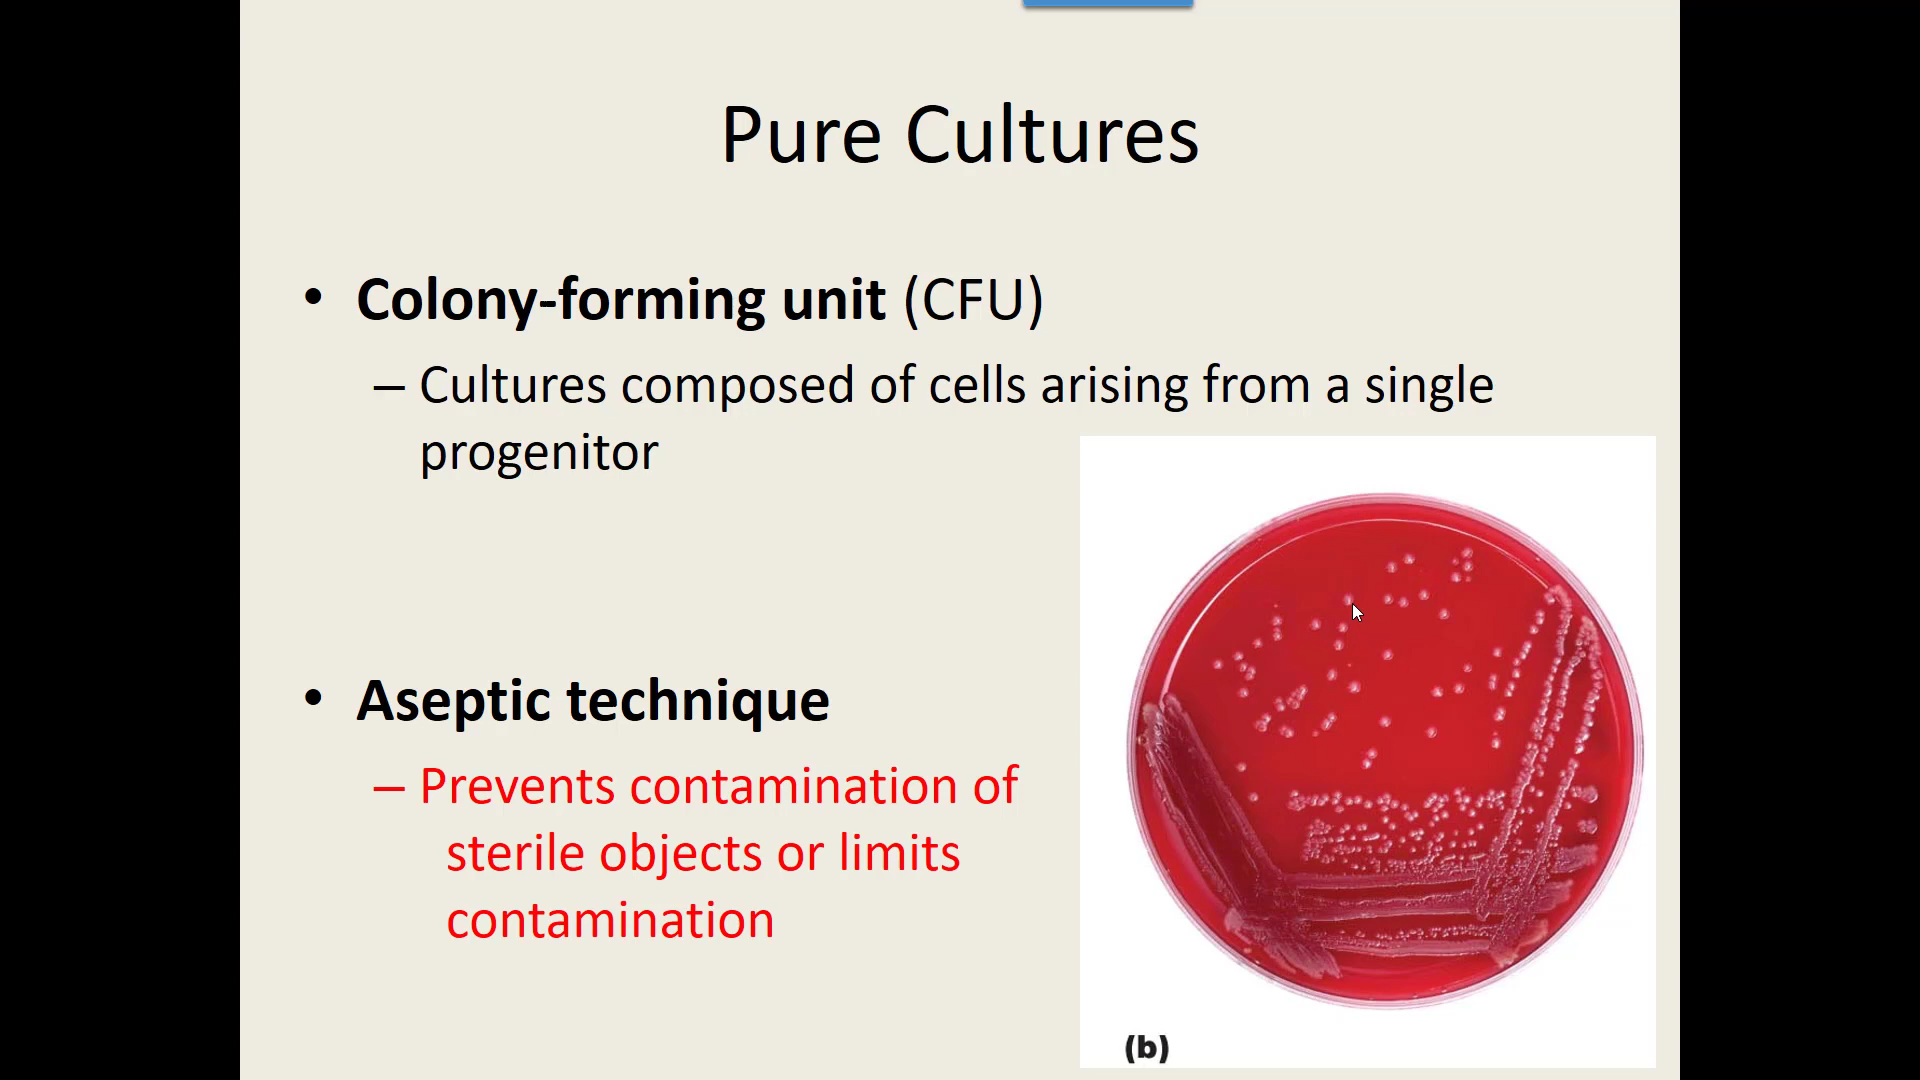 Pure Cultures
• Colony-forming unit (CFU)
– Cultures composed of cells arising from a single
progenitor
• Aseptic technique
– Prevents contamination of
sterile objects or limits
contamination
(b)